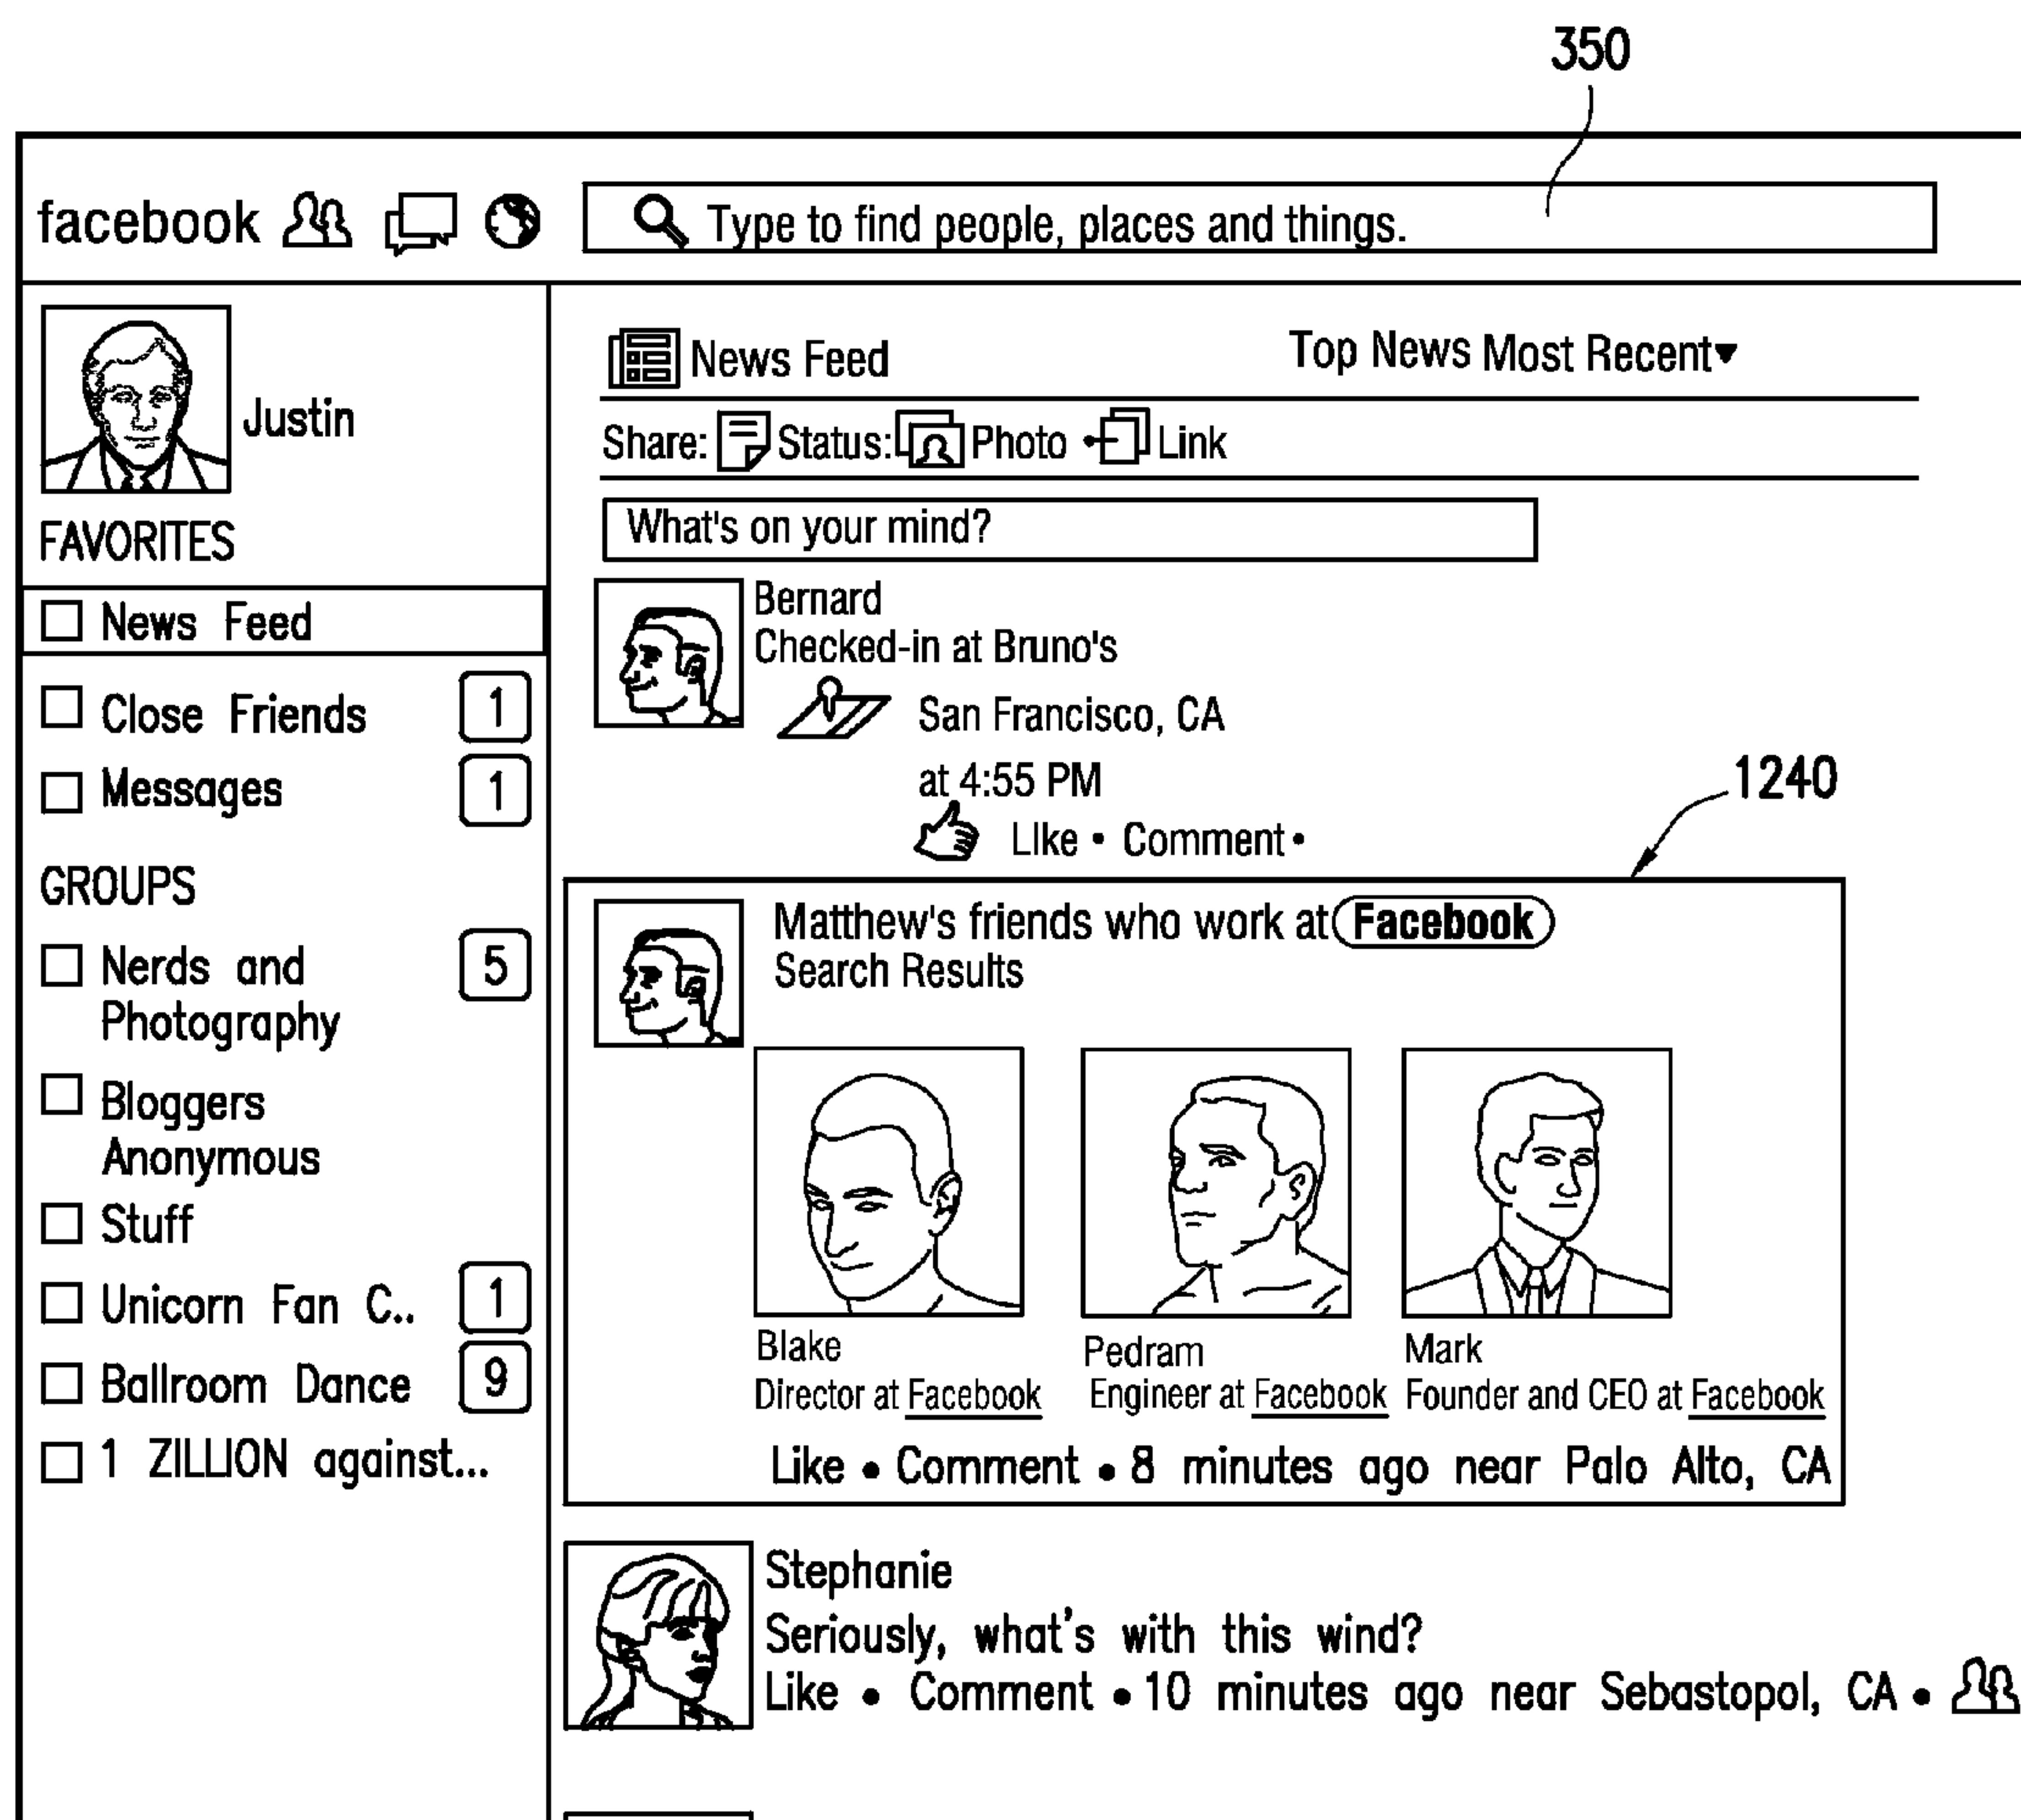 350
facebook
Type to find people, places and things.
Justin
FAVORITES
News Feed
Close Friends 1
Messages 1
GROUPS
Nerds and 5
Photography
Bloggers
Anonymous
Stuff
Unicorn Fan C.. 1
Ballroom Dance 9
1 ZILLION against...
News Feed Top News Most Recent
Share: Status: Photo Link
What's on your mind?
Bernard
Checked-in at Bruno's
San Francisco, CA
at 4:55 PM
LIke • Comment •
1240
Matthew's friends who work at Facebook
Search Results
Blake
Director at Facebook
Pedram
Engineer at Facebook
Mark
Founder and CEO at Facebook
Like • Comment • 8 minutes ago near Palo Alto, CA
Stephanie
Seriously, what's with this wind?
Like • Comment • 10 minutes ago near Sebastopol, CA •